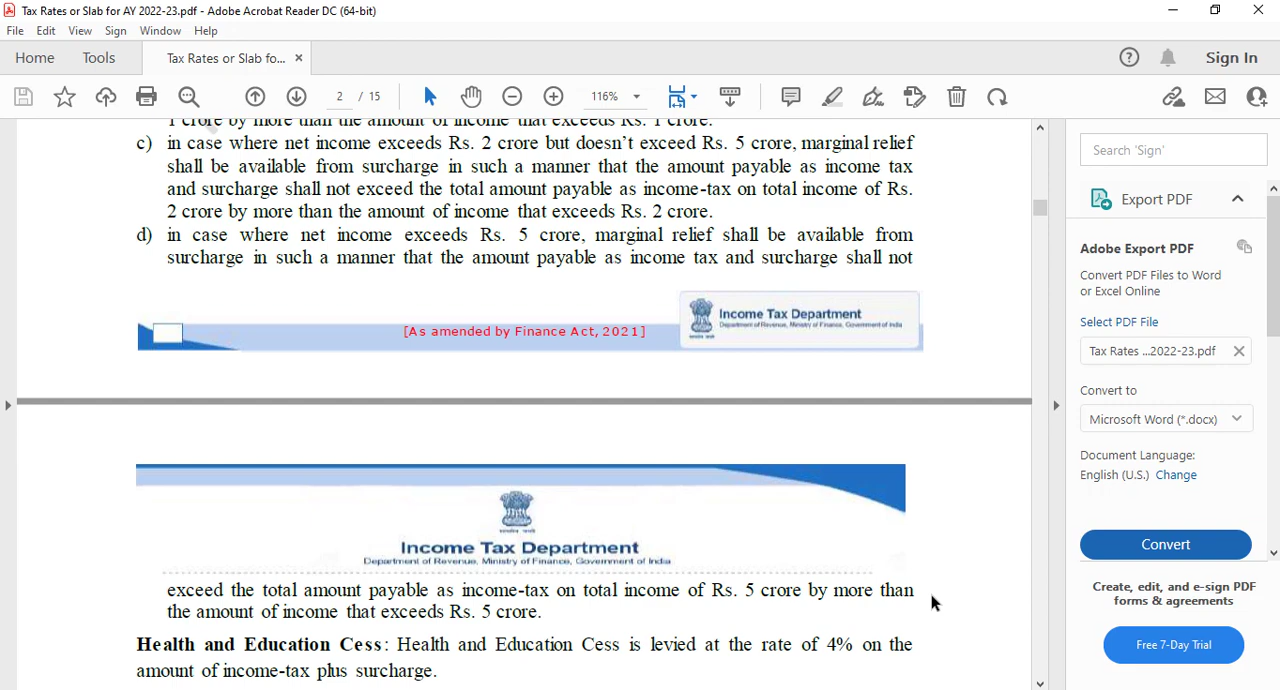 Tax Rates or Slab for AY 2022-23.pdf - Adobe Acrobat Reader DC (64-bit)
File Edit View Sign Window Help
Home Tools Tax Rates or Slab fo... × Sign In
2 / 15 116%
1 crore by more than the amount of income that exceeds Rs. 1 crore.
c) in case where net income exceeds Rs. 2 crore but doesn't exceed Rs. 5 crore, marginal relief
shall be available from surcharge in such a manner that the amount payable as income tax
and surcharge shall not exceed the total amount payable as income-tax on total income of Rs.
2 crore by more than the amount of income that exceeds Rs. 2 crore.
d) in case where net income exceeds Rs. 5 crore, marginal relief shall be available from
surcharge in such a manner that the amount payable as income tax and surcharge shall not
[As amended by Finance Act, 2021]
Income Tax Department
Department of Revenue, Ministry of Finance, Government of India
Income Tax Department
Department of Revenue, Ministry of Finance, Government of India
exceed the total amount payable as income-tax on total income of Rs. 5 crore by more than
the amount of income that exceeds Rs. 5 crore.
Health and Education Cess: Health and Education Cess is levied at the rate of 4% on the
amount of income-tax plus surcharge.
Search 'Sign'
Export PDF
Adobe Export PDF
Convert PDF Files to Word
or Excel Online
Select PDF File
Tax Rates ...2022-23.pdf
Convert to
Microsoft Word (*.docx)
Document Language:
English (U.S.) Change
Convert
Create, edit, and e-sign PDF
forms & agreements
Free 7-Day Trial